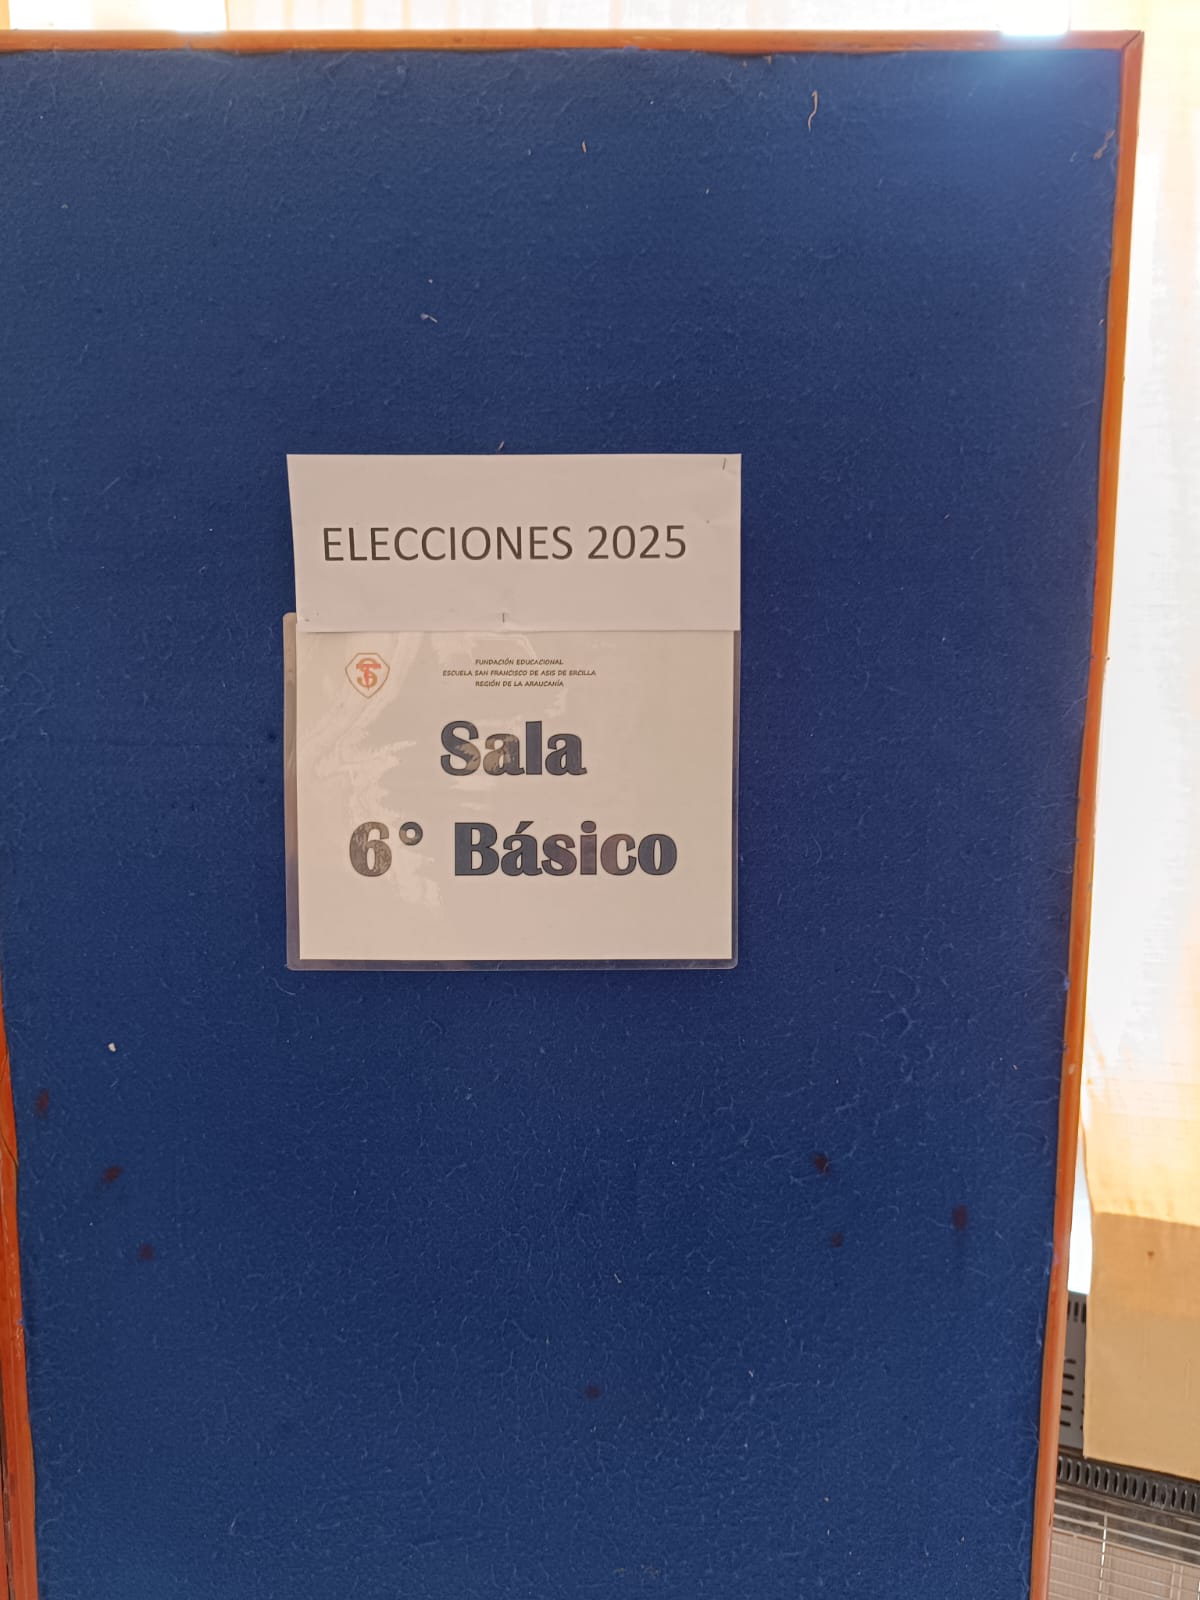 ELECCIONES 2025
FUNDACIÓN EDUCACIONAL
ESCUELA SAN FRANCISCO DE ASIS DE ERCILLA
REGIÓN DE LA ARAUCANÍA
Sala
6° Básico